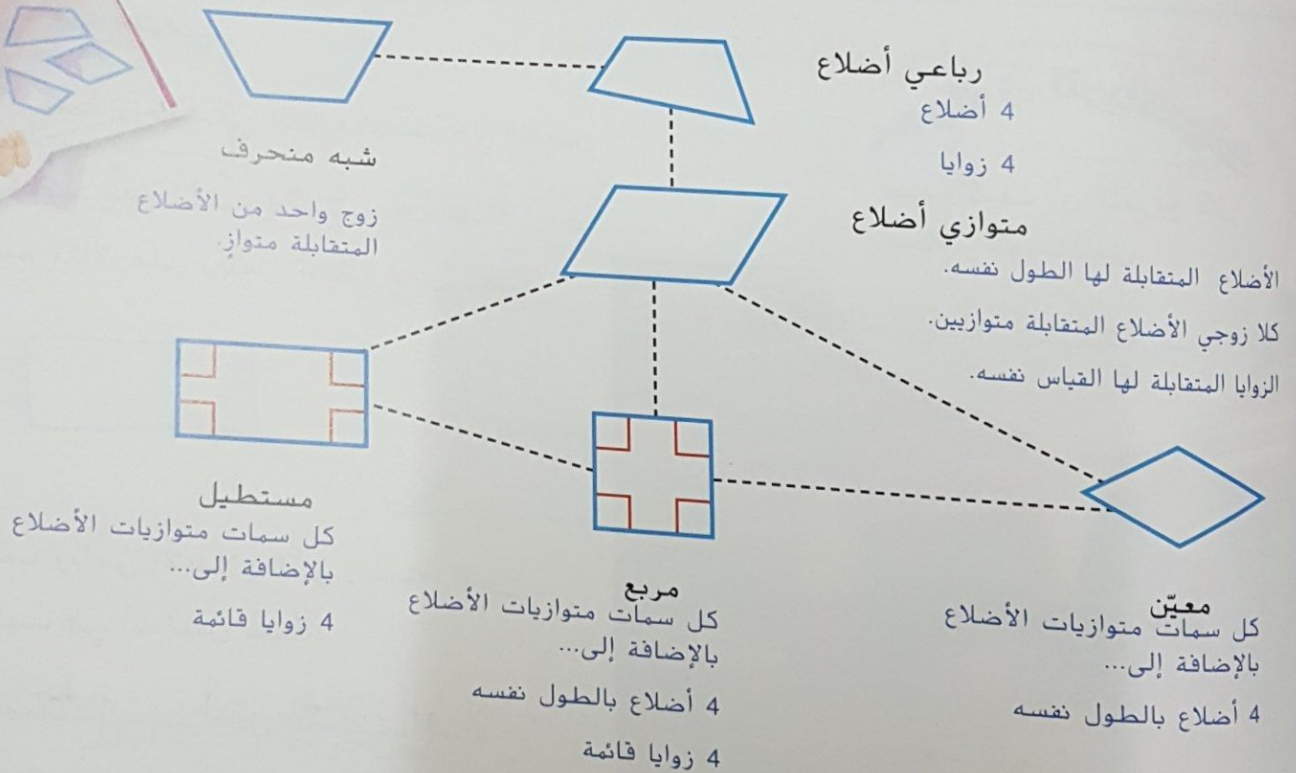 رباعي أضلاع
4 أضلاع
4 زوايا
شبه منحرف
زوج واحد من الأضلاع
المتقابلة متوازٍ.
متوازي أضلاع
الأضلاع المتقابلة لها الطول نفسه.
كلا زوجي الأضلاع المتقابلة متوازيين.
الزوايا المتقابلة لها القياس نفسه.
معيّن
كل سمات متوازيات الأضلاع
بالإضافة إلى...
4 أضلاع بالطول نفسه
مربع
كل سمات متوازيات الأضلاع
بالإضافة إلى...
4 أضلاع بالطول نفسه
4 زوايا قائمة
مستطيل
كل سمات متوازيات الأضلاع
بالإضافة إلى...
4 زوايا قائمة